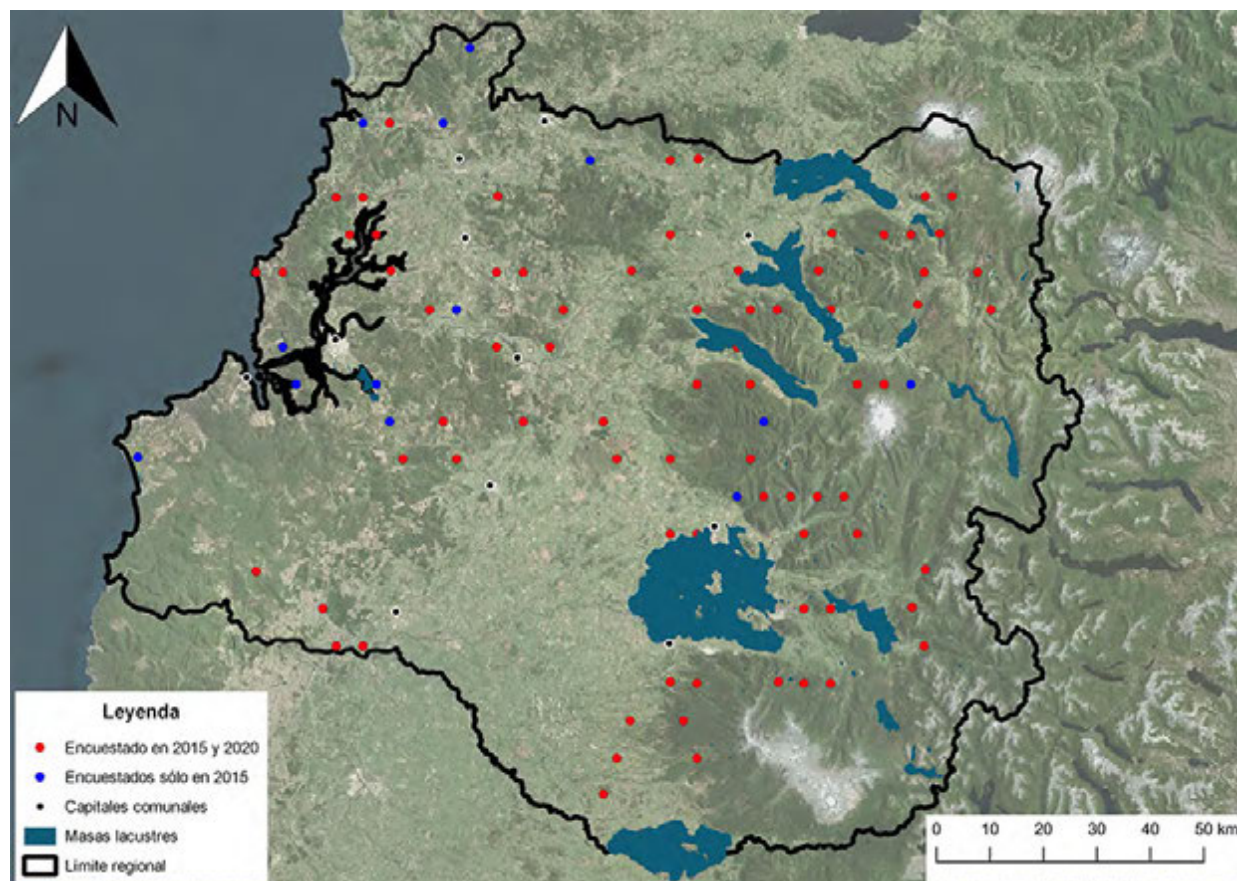 N
Leyenda
Encuestado en 2015 y 2020
Encuestados sólo en 2015
Capitales comunales
Masas lacustres
Límite regional
0 10 20 30 40 50 km